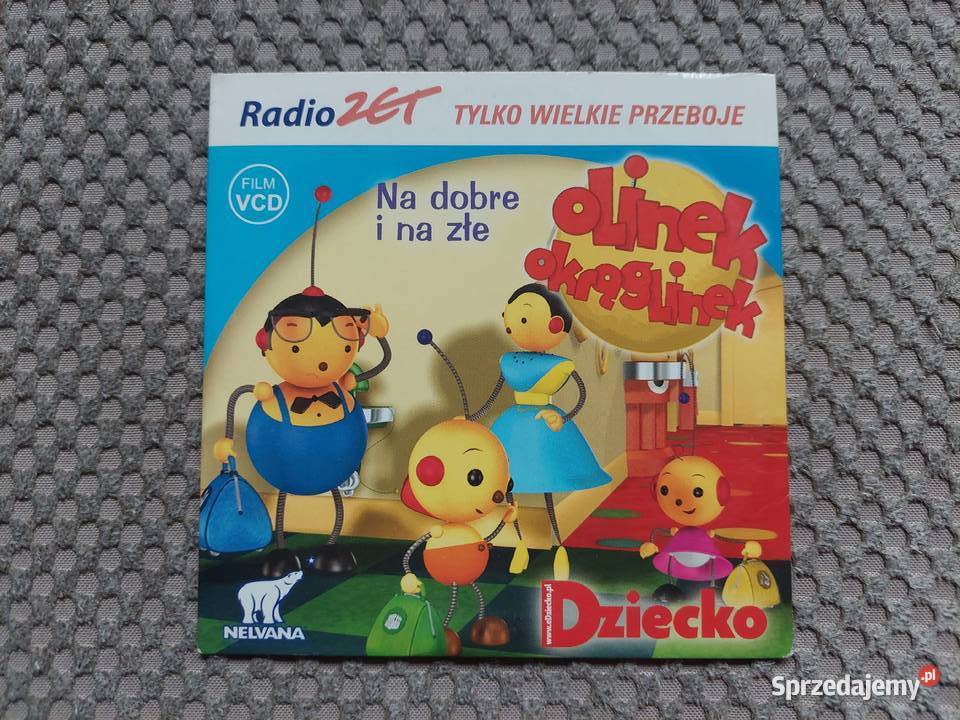 Radio ZET TYLKO WIELKIE PRZEBOJE
FILM
VCD
Na dobre
i na złe
OLinek
okrągLinek
NELVANA
www.eDziecko.pl
Dziecko
Sprzedajemy.pl